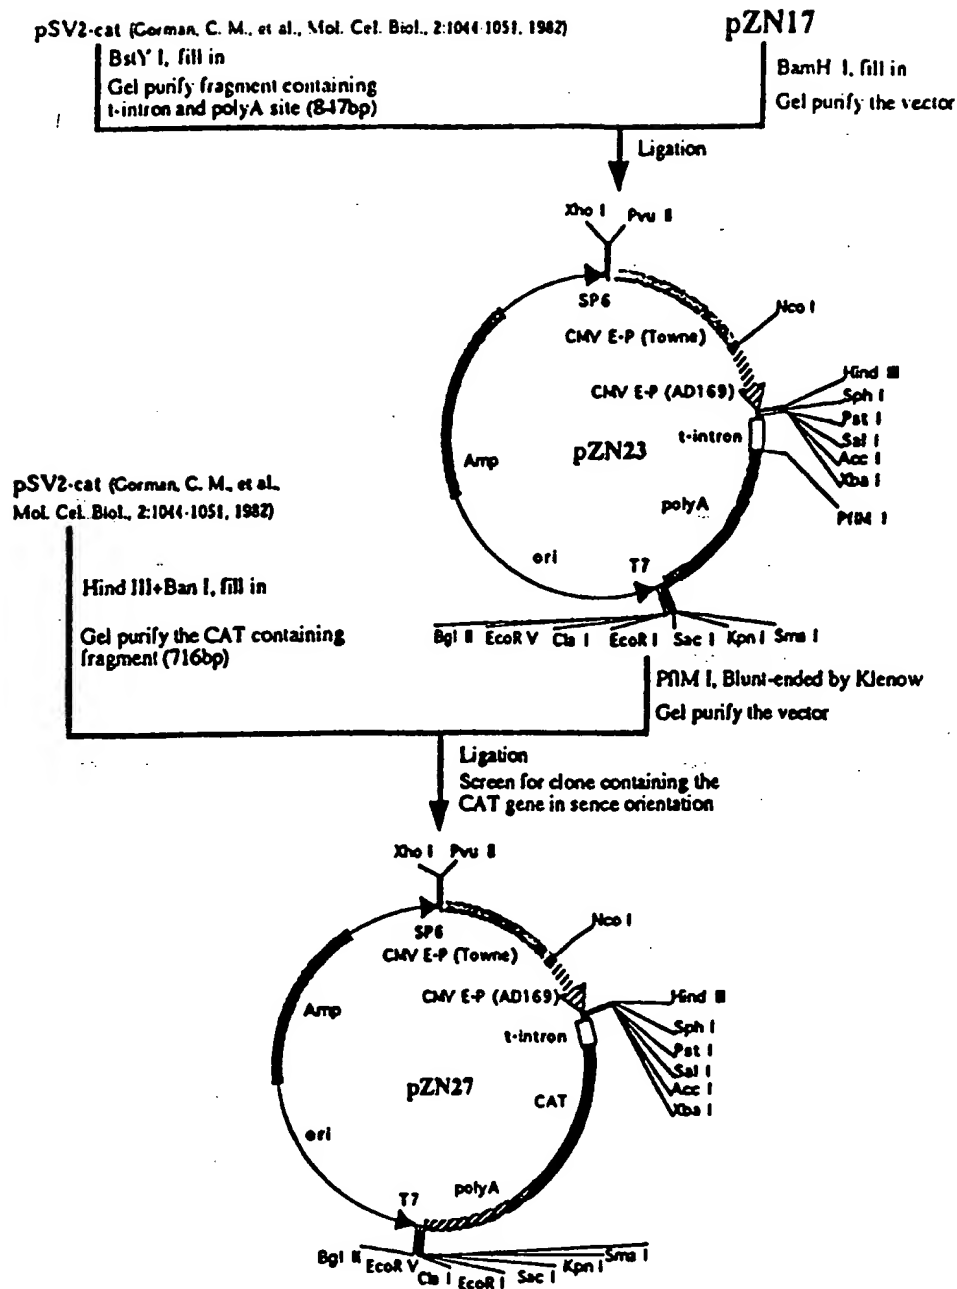 pSV2-cat (Gorman, C. M., et al., Mol. Cel. Biol., 2:1044-1051, 1982)
pZN17
BstY I, fill in
Gel purify fragment containing
t-intron and polyA site (847bp)
BamH I, fill in
Gel purify the vector
Ligation
Xho I Pvu II
SP6
Nco I
CMV E-P (Towne)
CMV E-P (AD169)
Hind III
Sph I
Pst I
Sal I
Acc I
Xba I
PflM I
t-intron
pZN23
Amp
polyA
ori
T7
Bgl II EcoR V Cla I EcoR I Sac I Kpn I Sma I
pSV2-cat (Gorman, C. M., et al.,
Mol. Cel. Biol., 2:1044-1051, 1982)
Hind III+Ban I, fill in
Gel purify the CAT containing
fragment (716bp)
PflM I, Blunt-ended by Klenow
Gel purify the vector
Ligation
Screen for clone containing the
CAT gene in sence orientation
Xho I Pvu II
SP6
Nco I
CMV E-P (Towne)
CMV E-P (AD169)
Hind III
Sph I
Pst I
Sal I
Acc I
Xba I
t-intron
Amp
pZN27
CAT
ori
polyA
T7
Bgl II EcoR V Cla I EcoR I Sac I Kpn I Sma I